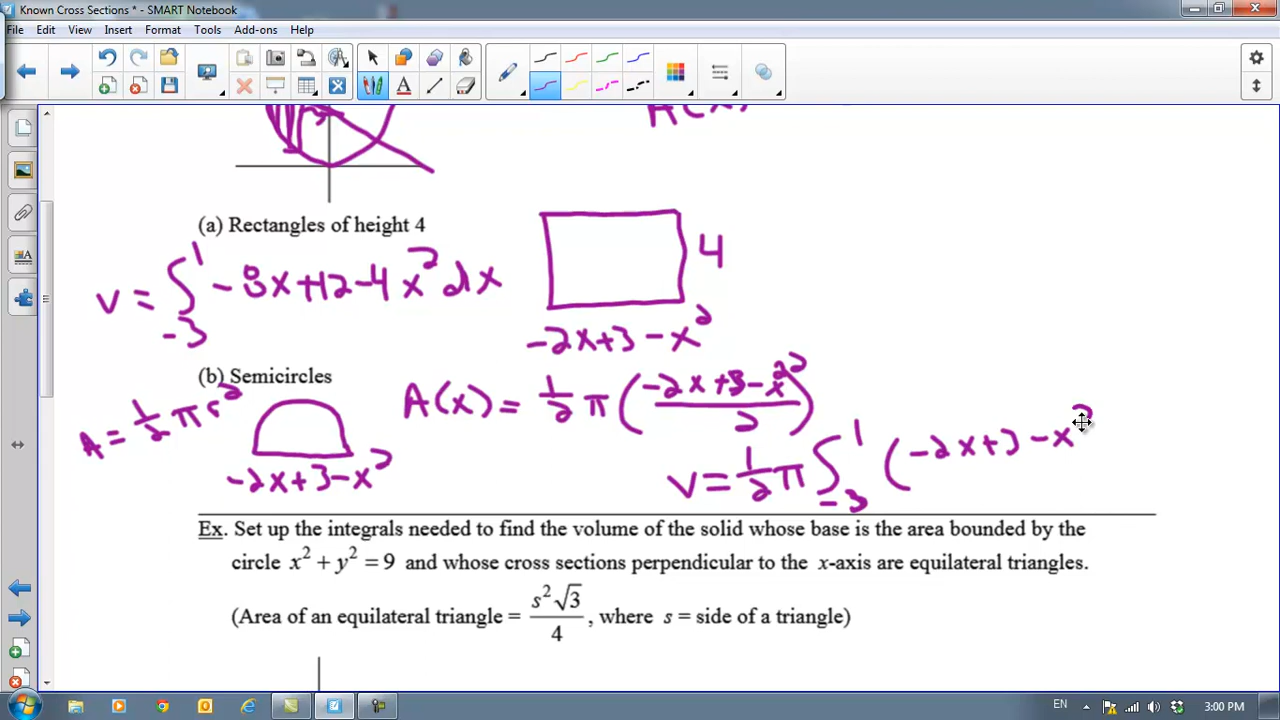 Known Cross Sections * - SMART Notebook
File Edit View Insert Format Tools Add-ons Help
A(x)
(a) Rectangles of height 4
4
V = ∫_{-3}^{1} -8x+12-4x² dx
-2x+3-x²
(b) Semicircles
A = 1/2 πr²
A(x) = 1/2 π((-2x+3-x²)/2)²
-2x+3-x²
V = 1/2 π ∫_{-3}^{1} (-2x+3-x²
Ex. Set up the integrals needed to find the volume of the solid whose base is the area bounded by the
circle x² + y² = 9 and whose cross sections perpendicular to the x-axis are equilateral triangles.
(Area of an equilateral triangle = s²√3/4, where s = side of a triangle)
EN 3:00 PM